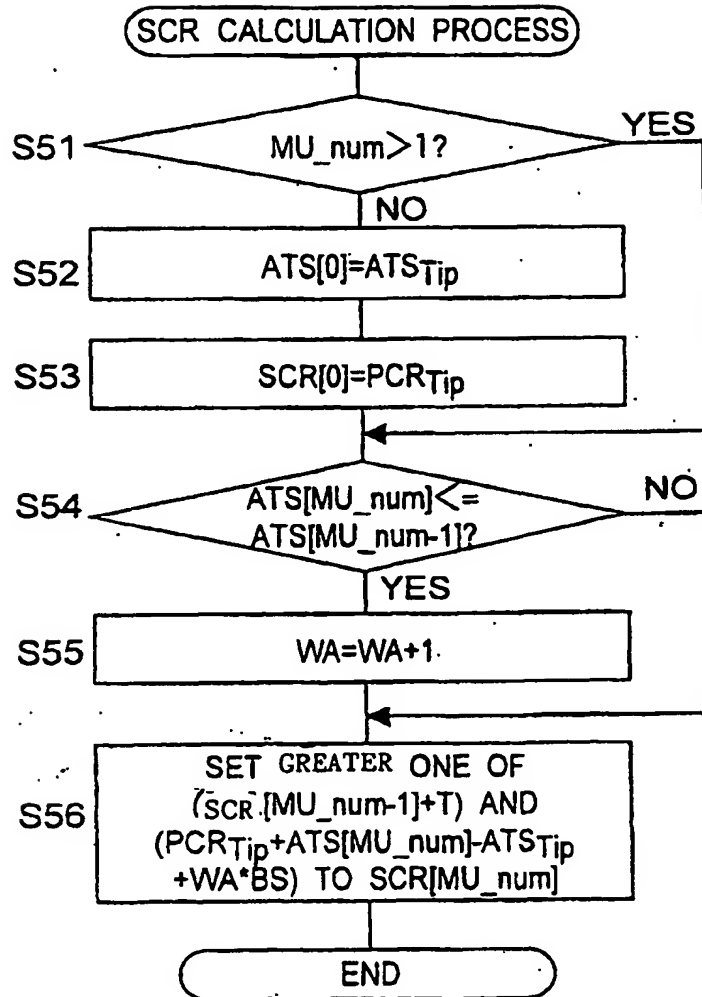 SCR CALCULATION PROCESS
S51
MU_num>1?
YES
NO
S52
ATS[0]=ATSTip
S53
SCR[0]=PCRTip
S54
ATS[MU_num]<=
ATS[MU_num-1]?
NO
YES
S55
WA=WA+1
S56
SET GREATER ONE OF
(SCR [MU_num-1]+T) AND
(PCRTip+ATS[MU_num]-ATSTip
+WA*BS) TO SCR[MU_num]
END